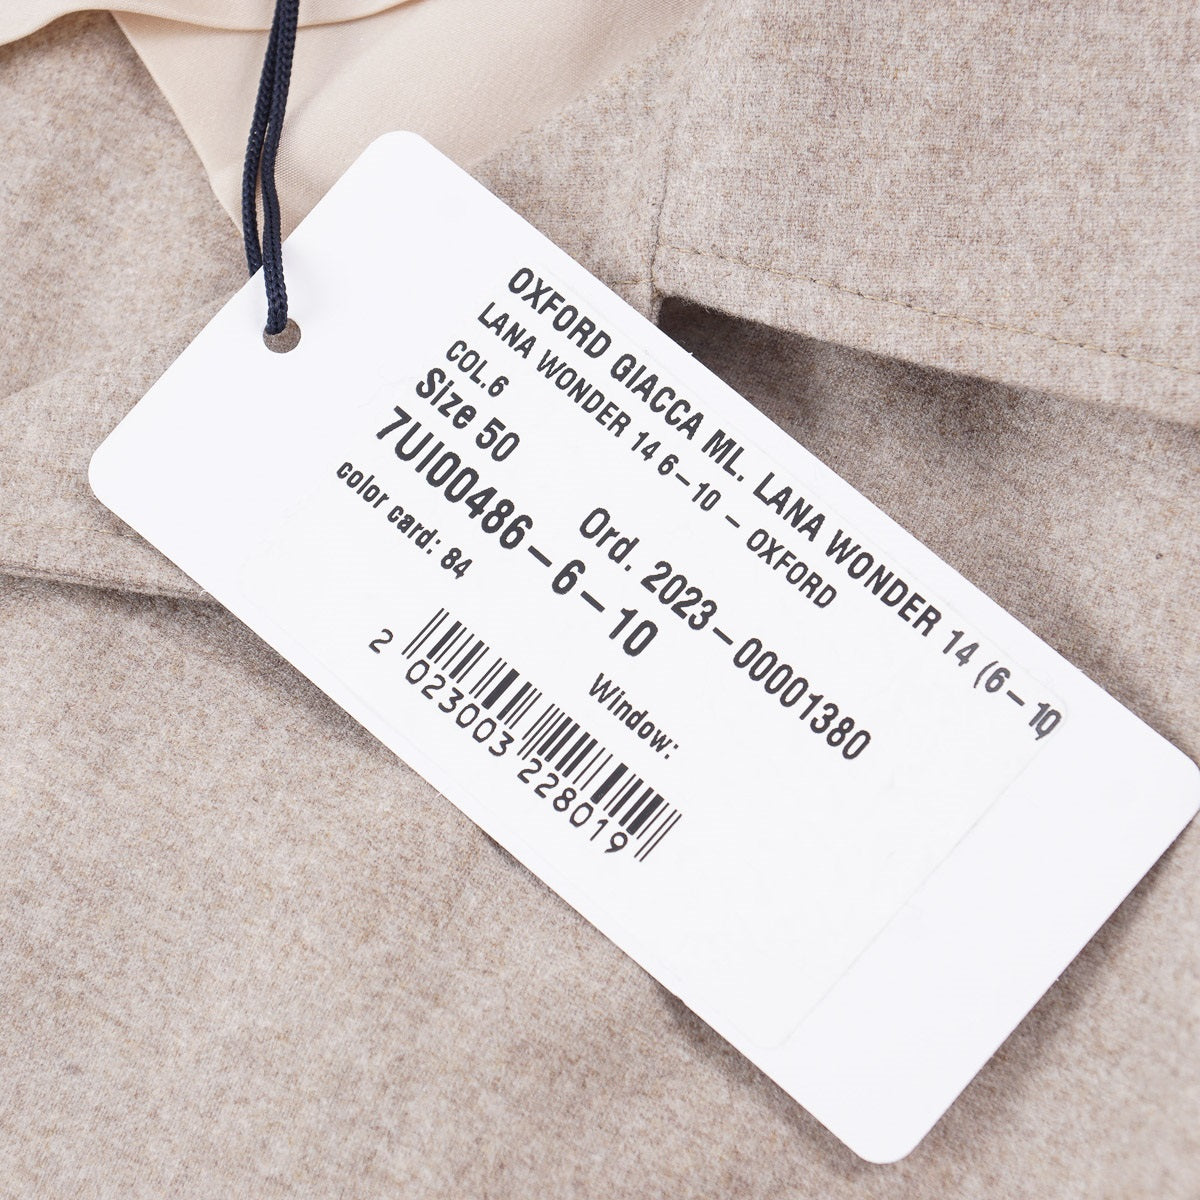 OXFORD GIACCA ML. LANA WONDER 14 (6-10
LANA WONDER 14 6-10 - OXFORD
COL.6
Size 50
Ord. 2023-00001380
7UI00486-6-10
color card: 84
Window:
2 023003 228019